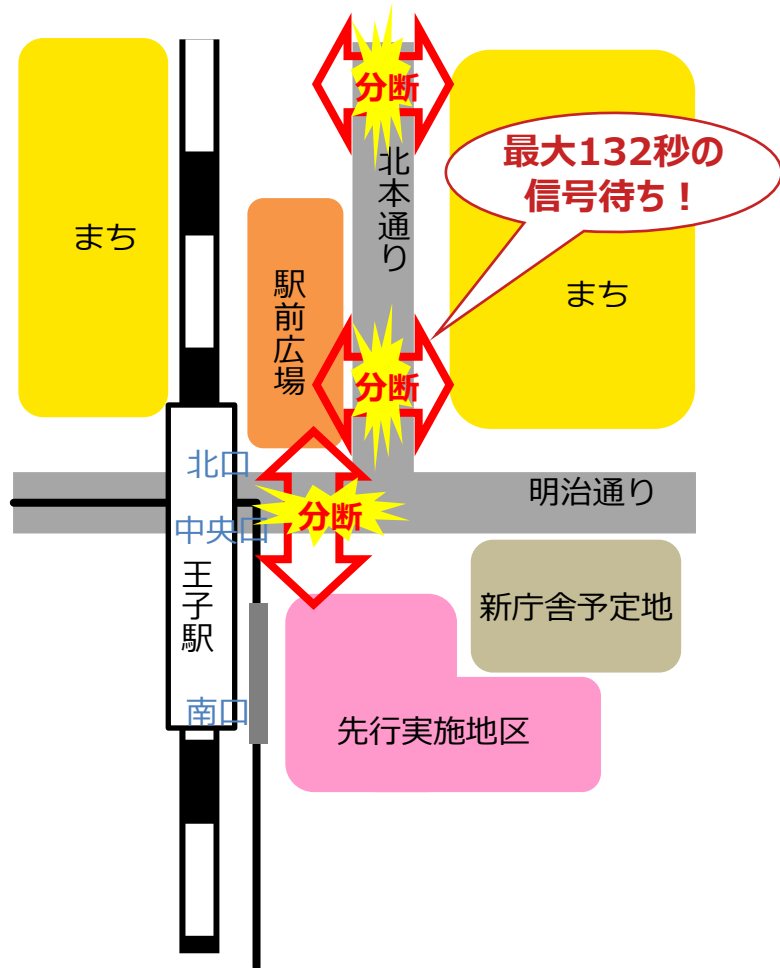 分断
最大132秒の
信号待ち！
北本通り
まち
駅前広場
まち
分断
北口
明治通り
分断
中央口
王子駅
新庁舎予定地
南口
先行実施地区